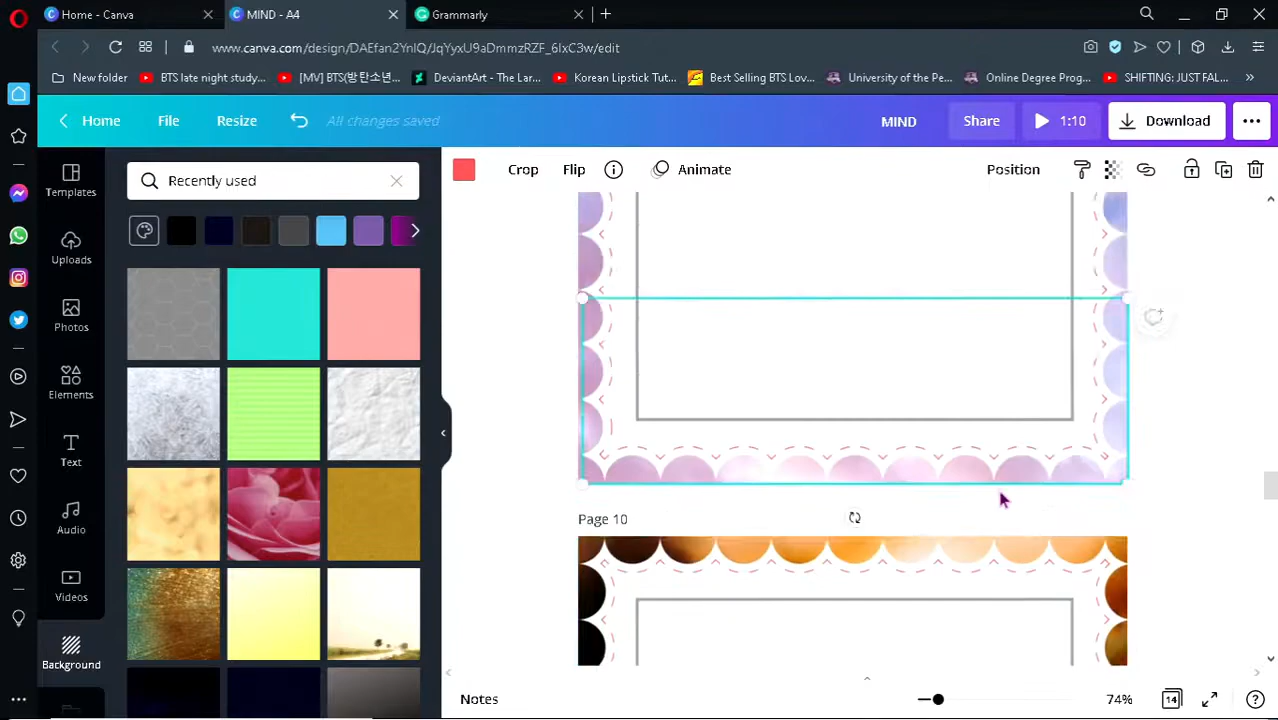 Home - Canva
MIND - A4
Grammarly
www.canva.com/design/DAEfan2YnIQ/JqYyxU9aDmmzRZF_6IxC3w/edit
New folder
BTS late night study...
[MV] BTS(방탄소년...
DeviantArt - The Lar...
Korean Lipstick Tut...
Best Selling BTS Lov...
University of the Pe...
Online Degree Prog...
SHIFTING: JUST FAL...
Home
File
Resize
All changes saved
MIND
Share
1:10
Download
Templates
Uploads
Photos
Elements
Text
Audio
Videos
Background
Recently used
Crop
Flip
Animate
Position
Page 10
Notes
74%
14